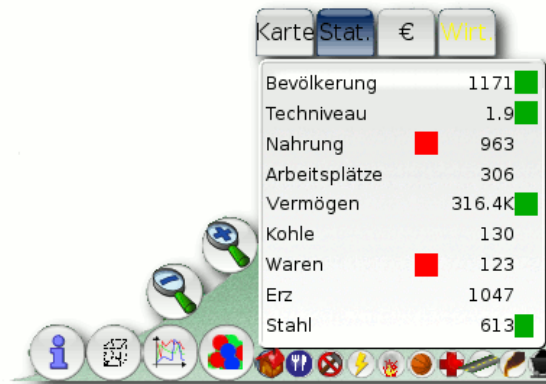 Karte Stat. € Wirt.
Bevölkerung 1171
Techniveau 1.9
Nahrung 963
Arbeitsplätze 306
Vermögen 316.4K
Kohle 130
Waren 123
Erz 1047
Stahl 613